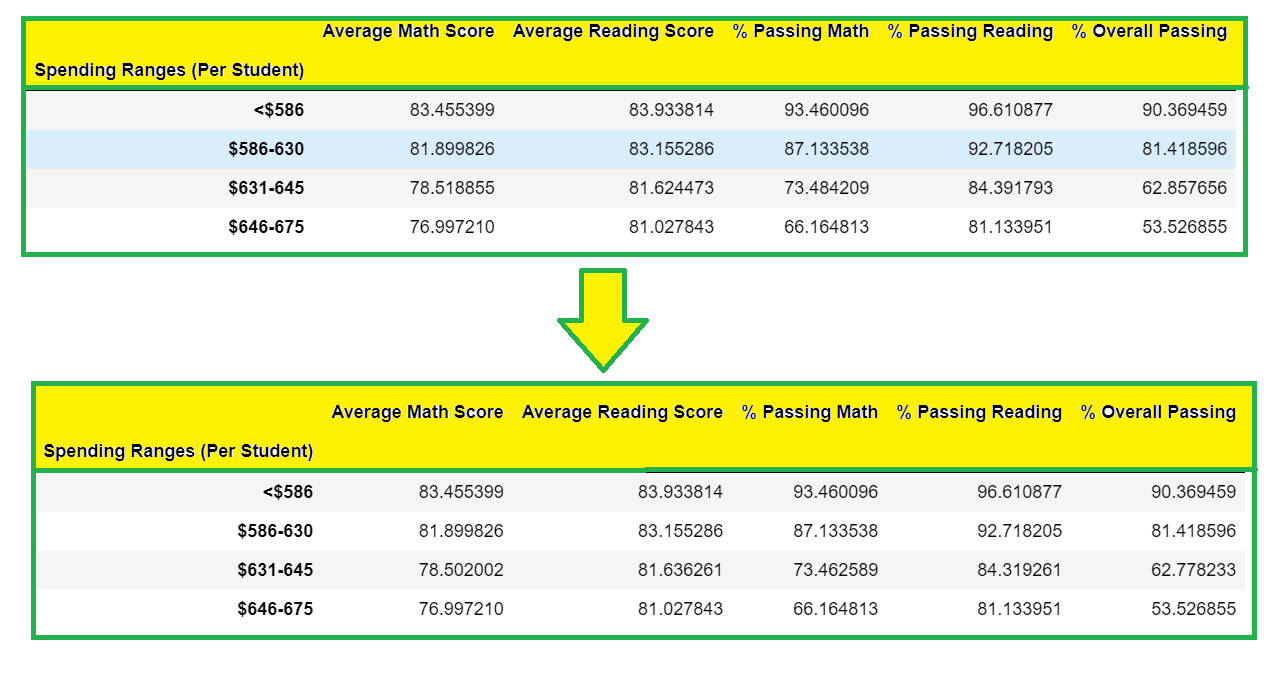 Average Math Score Average Reading Score % Passing Math % Passing Reading % Overall Passing
Spending Ranges (Per Student)
<$586 83.455399 83.933814 93.460096 96.610877 90.369459
$586-630 81.899826 83.155286 87.133538 92.718205 81.418596
$631-645 78.518855 81.624473 73.484209 84.391793 62.857656
$646-675 76.997210 81.027843 66.164813 81.133951 53.526855
Average Math Score Average Reading Score % Passing Math % Passing Reading % Overall Passing
Spending Ranges (Per Student)
<$586 83.455399 83.933814 93.460096 96.610877 90.369459
$586-630 81.899826 83.155286 87.133538 92.718205 81.418596
$631-645 78.502002 81.636261 73.462589 84.319261 62.778233
$646-675 76.997210 81.027843 66.164813 81.133951 53.526855